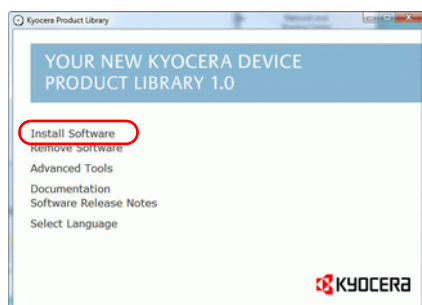 Kyocera Product Library
YOUR NEW KYOCERA DEVICE
PRODUCT LIBRARY 1.0
Install Software
Remove Software
Advanced Tools
Documentation
Software Release Notes
Select Language
KYOCERA